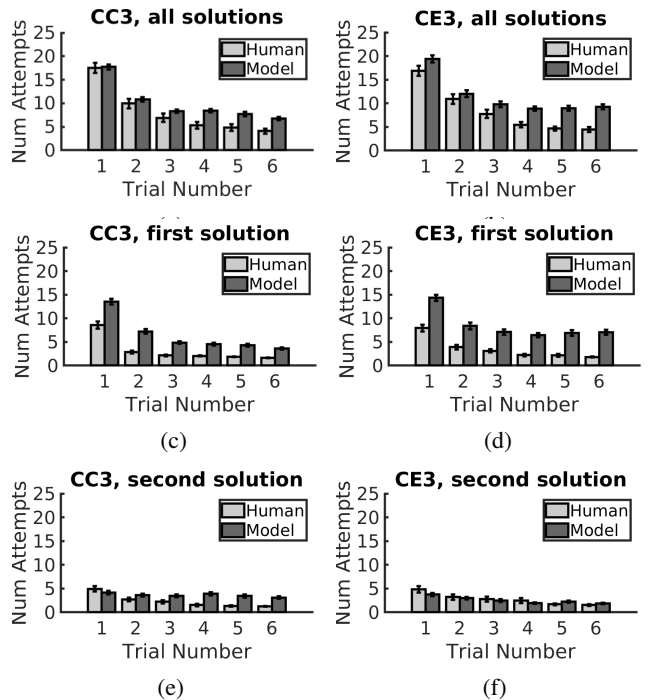 CC3, all solutions
25
20
15
10
5
0
Num Attempts
Human
Model
1 2 3 4 5 6
Trial Number
CE3, all solutions
25
20
15
10
5
0
Num Attempts
Human
Model
1 2 3 4 5 6
Trial Number
CC3, first solution
25
20
15
10
5
0
Num Attempts
Human
Model
1 2 3 4 5 6
Trial Number
(c)
CE3, first solution
25
20
15
10
5
0
Num Attempts
Human
Model
1 2 3 4 5 6
Trial Number
(d)
CC3, second solution
25
20
15
10
5
0
Num Attempts
Human
Model
1 2 3 4 5 6
Trial Number
(e)
CE3, second solution
25
20
15
10
5
0
Num Attempts
Human
Model
1 2 3 4 5 6
Trial Number
(f)